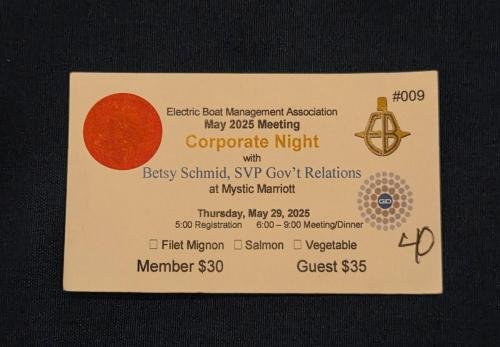 #009
Electric Boat Management Association
May 2025 Meeting
Corporate Night
with
Betsy Schmid, SVP Gov't Relations
at Mystic Marriott
EB
GD
Thursday, May 29, 2025
5:00 Registration 6:00 – 9:00 Meeting/Dinner
☐ Filet Mignon ☐ Salmon ☐ Vegetable
40
Member $30 Guest $35